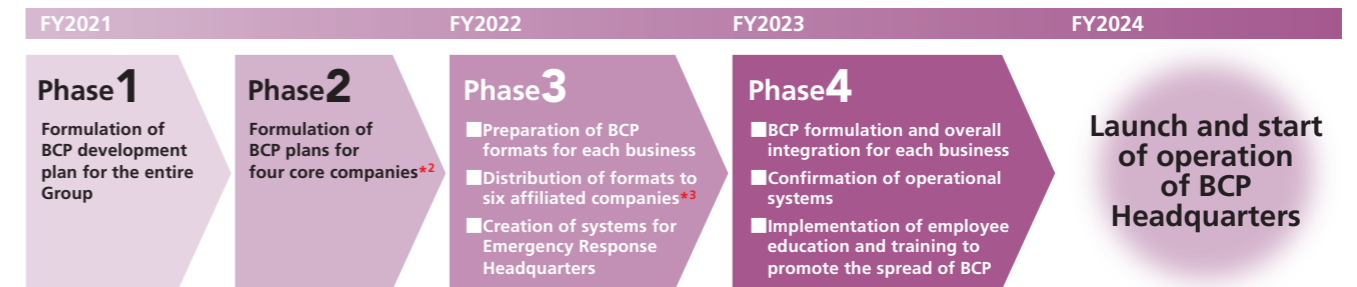 FY2021
FY2022
FY2023
FY2024
Phase1
Formulation of
BCP development
plan for the entire
Group
Phase2
Formulation of
BCP plans for
four core companies*2
Phase3
■Preparation of BCP
formats for each business
■Distribution of formats to
six affiliated companies*3
■Creation of systems for
Emergency Response
Headquarters
Phase4
■BCP formulation and overall
integration for each business
■Confirmation of operational
systems
■Implementation of employee
education and training to
promote the spread of BCP
Launch and start
of operation
of BCP
Headquarters